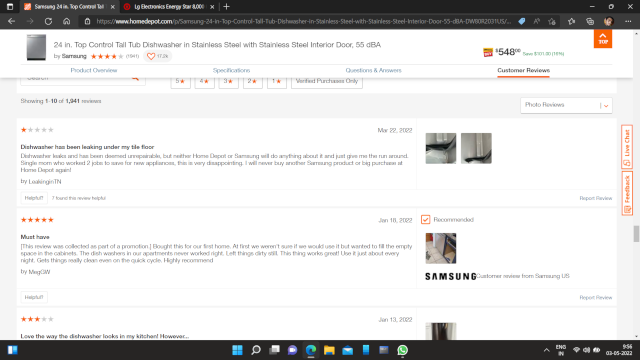 Samsung 24 in. Top Control Tall T
Lg Electronics Energy Star 8,000
https://www.homedepot.com/p/Samsung-24-in-Top-Control-Tall-Tub-Dishwasher-in-Stainless-Steel-with-Stainless-Steel-Interior-Door-55-dBA-DW80R2031US/...
24 in. Top Control Tall Tub Dishwasher in Stainless Steel with Stainless Steel Interior Door, 55 dBA
by Samsung (1941) 17.2k
$548.00 Save $101.00 (16%)
TOP
Product Overview Specifications Questions & Answers Customer Reviews
Search
5 ★ 4 ★ 3 ★ 2 ★ 1 ★ Verified Purchases Only
Showing 1-10 of 1,941 reviews
Photo Reviews
Mar 22, 2022
Dishwasher has been leaking under my tile floor
Dishwasher leaks and has been deemed unrepairable, but neither Home Depot or Samsung will do anything about it and just give me the run around.
Single mom who worked 2 jobs to save for new appliances, this is very disappointing. I will never buy another Samsung product or big purchase at
Home Depot again!
by LeakinginTN
Helpful? 7 found this review helpful
Report Review
Live Chat
Feedback
Jan 18, 2022
Recommended
Must have
[This review was collected as part of a promotion.] Bought this for our first home. At first we weren't sure if we would use it but wanted to fill the empty
space in the cabinets. The dish washers in our apartments never worked right. Left things dirty still. This thing works great! Use it just about every
night. Gets things really clean even on the quick cycle. Highly recommend
by MegGW
SAMSUNG Customer review from Samsung US
Helpful?
Report Review
Jan 13, 2022
Love the way the dishwasher looks in my kitchen! However...
ENG
IN
9:56
03-05-2022